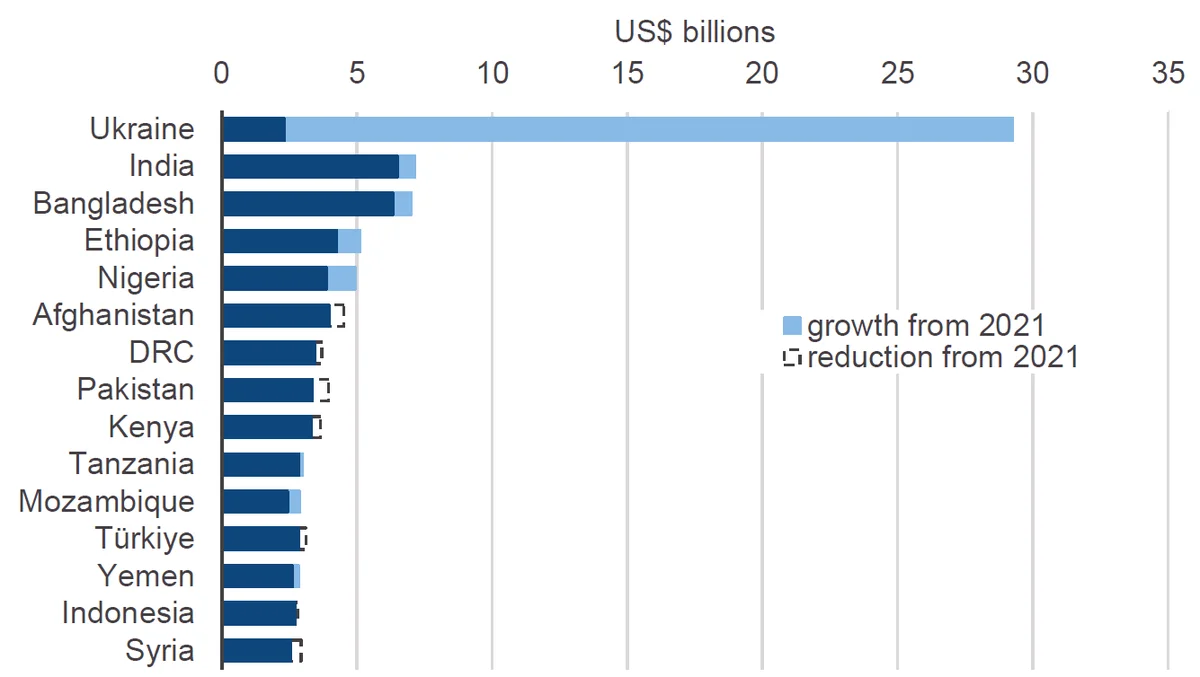 US$ billions
0 5 10 15 20 25 30 35
Ukraine
India
Bangladesh
Ethiopia
Nigeria
Afghanistan
DRC
Pakistan
Kenya
Tanzania
Mozambique
Türkiye
Yemen
Indonesia
Syria
growth from 2021
reduction from 2021